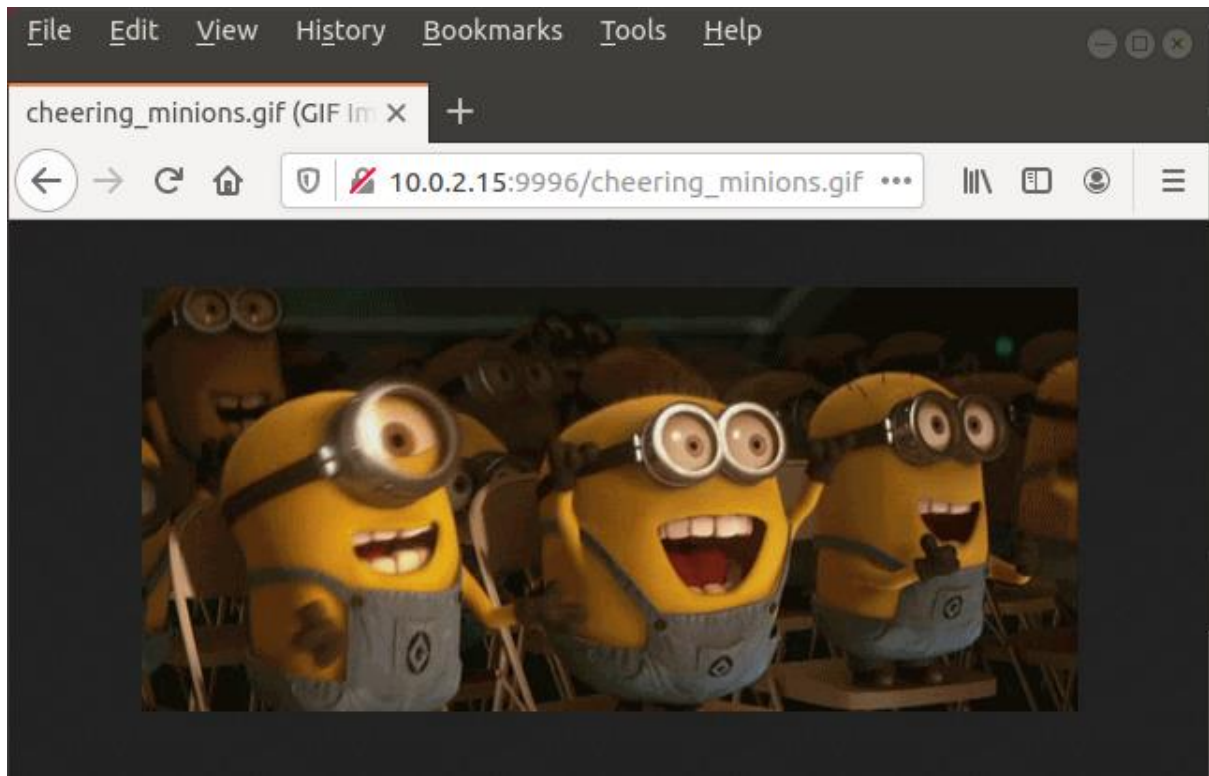 File Edit View History Bookmarks Tools Help
cheering_minions.gif (GIF Im
10.0.2.15:9996/cheering_minions.gif